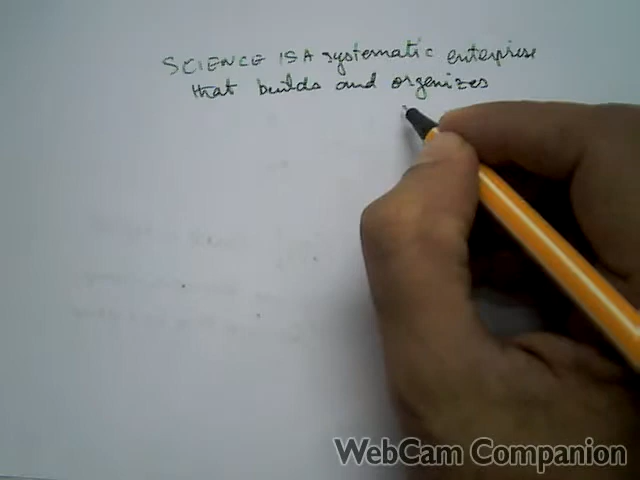 SCIENCE IS A systematic enterprise
that builds and organizes
WebCam Companion